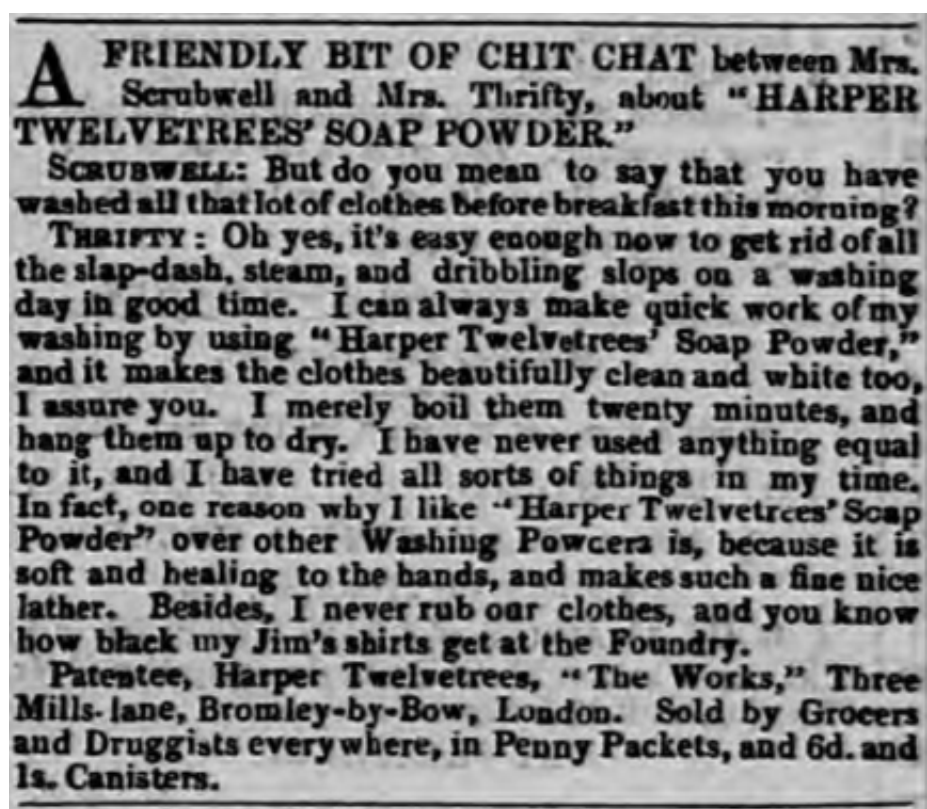 A FRIENDLY BIT OF CHIT CHAT between Mrs.
Scrubwell and Mrs. Thrifty, about "HARPER
TWELVETREES' SOAP POWDER."
SCRUBWELL: But do you mean to say that you have
washed all that lot of clothes before breakfast this morning?
THRIFTY: Oh yes, it's easy enough now to get rid of all
the slap-dash, steam, and dribbling slops on a washing
day in good time. I can always make quick work of my
washing by using "Harper Twelvetrees' Soap Powder,"
and it makes the clothes beautifully clean and white too,
I assure you. I merely boil them twenty minutes, and
hang them up to dry. I have never used anything equal
to it, and I have tried all sorts of things in my time.
In fact, one reason why I like "Harper Twelvetrees' Soap
Powder" over other Washing Powders is, because it is
soft and healing to the hands, and makes such a fine nice
lather. Besides, I never rub our clothes, and you know
how black my Jim's shirts get at the Foundry.
Patentee, Harper Twelvetrees, "The Works," Three
Mills-lane, Bromley-by-Bow, London. Sold by Grocers
and Druggists everywhere, in Penny Packets, and 6d. and
1s. Canisters.